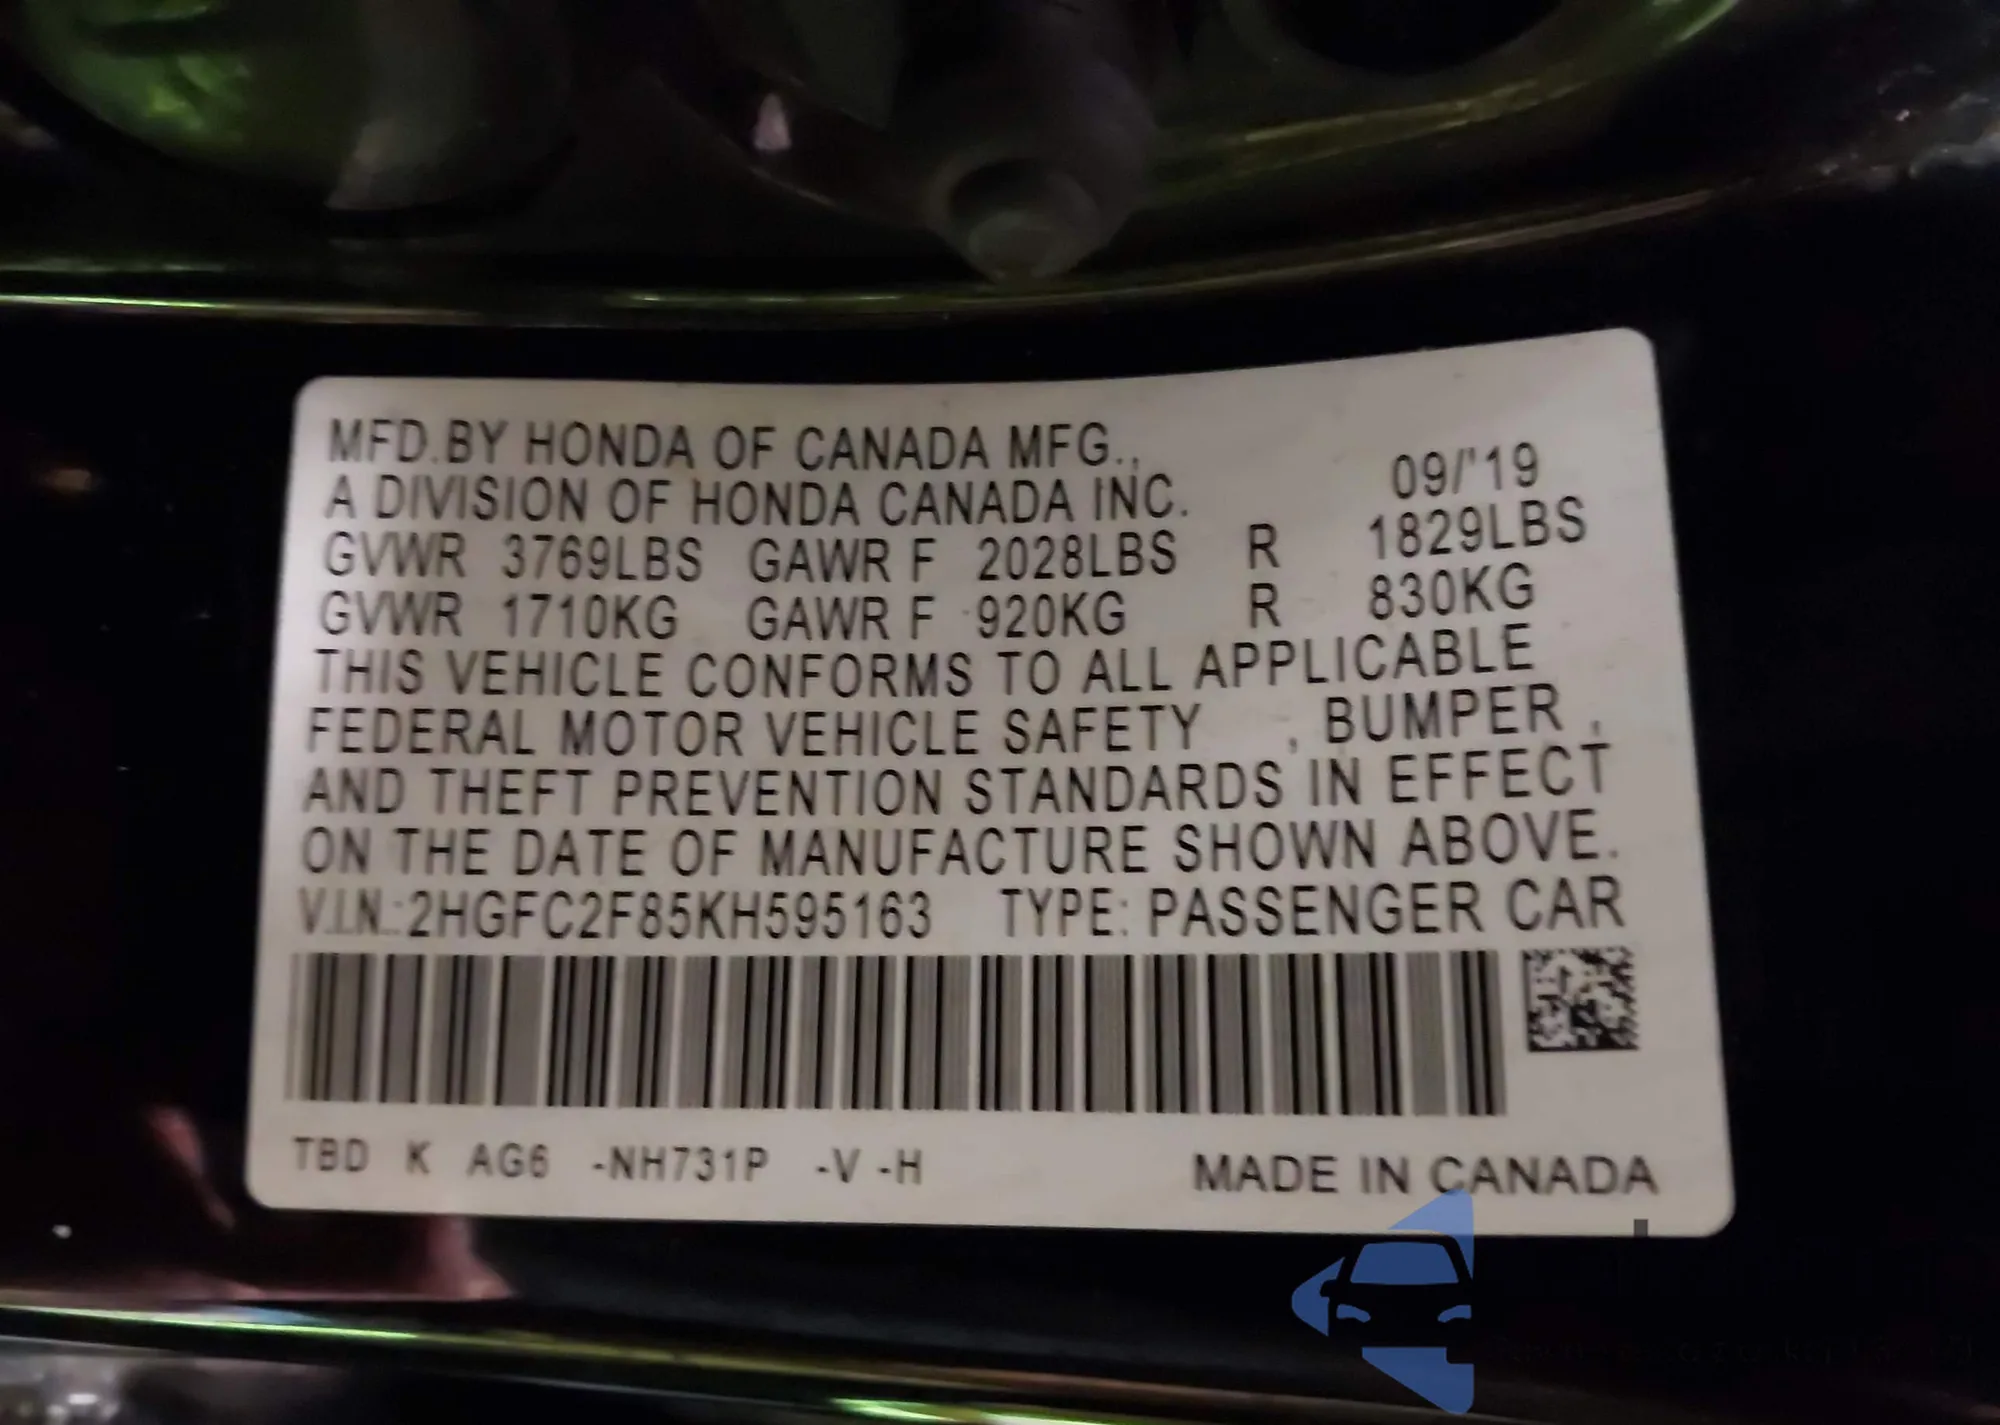 MFD.BY HONDA OF CANADA MFG.,
A DIVISION OF HONDA CANADA INC. 09/'19
GVWR 3769LBS GAWR F 2028LBS R 1829LBS
GVWR 1710KG GAWR F 920KG R 830KG
THIS VEHICLE CONFORMS TO ALL APPLICABLE
FEDERAL MOTOR VEHICLE SAFETY , BUMPER ,
AND THEFT PREVENTION STANDARDS IN EFFECT
ON THE DATE OF MANUFACTURE SHOWN ABOVE.
V.I.N.:2HGFC2F85KH595163 TYPE: PASSENGER CAR
TBD K AG6 -NH731P -V -H MADE IN CANADA